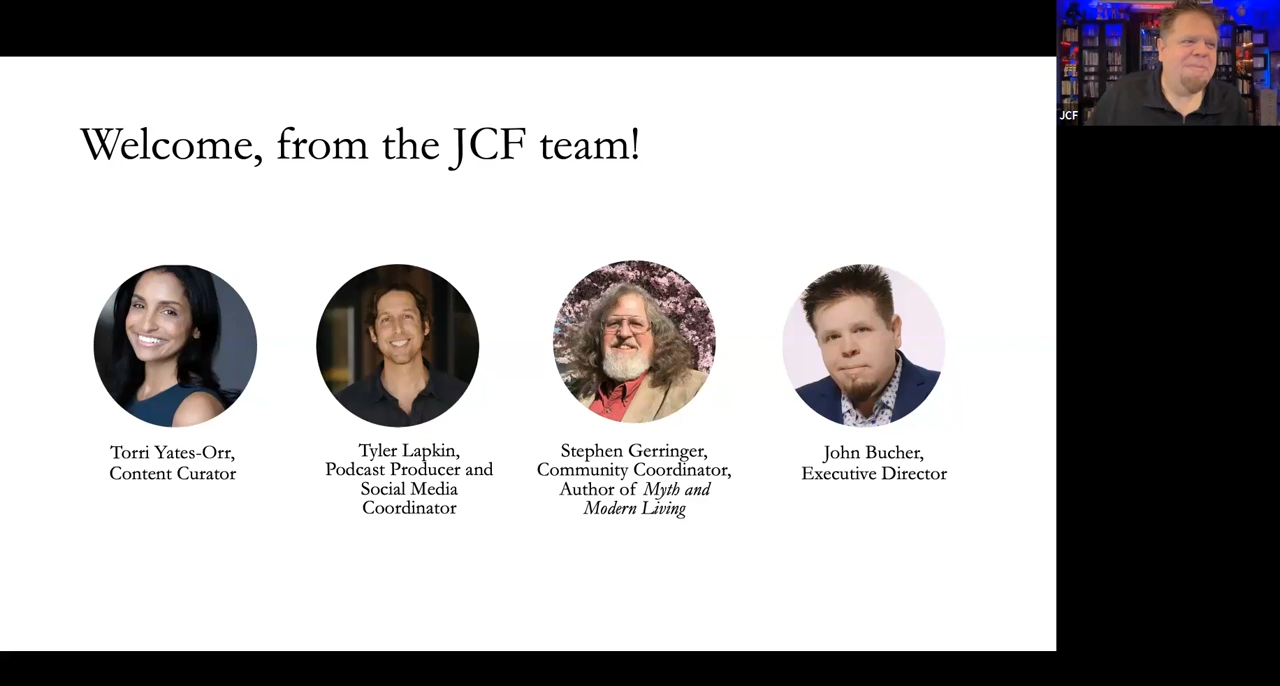 Welcome, from the JCF team!
JCF
Torri Yates-Orr,
Content Curator
Tyler Lapkin,
Podcast Producer and
Social Media
Coordinator
Stephen Gerringer,
Community Coordinator,
Author of Myth and
Modern Living
John Bucher,
Executive Director